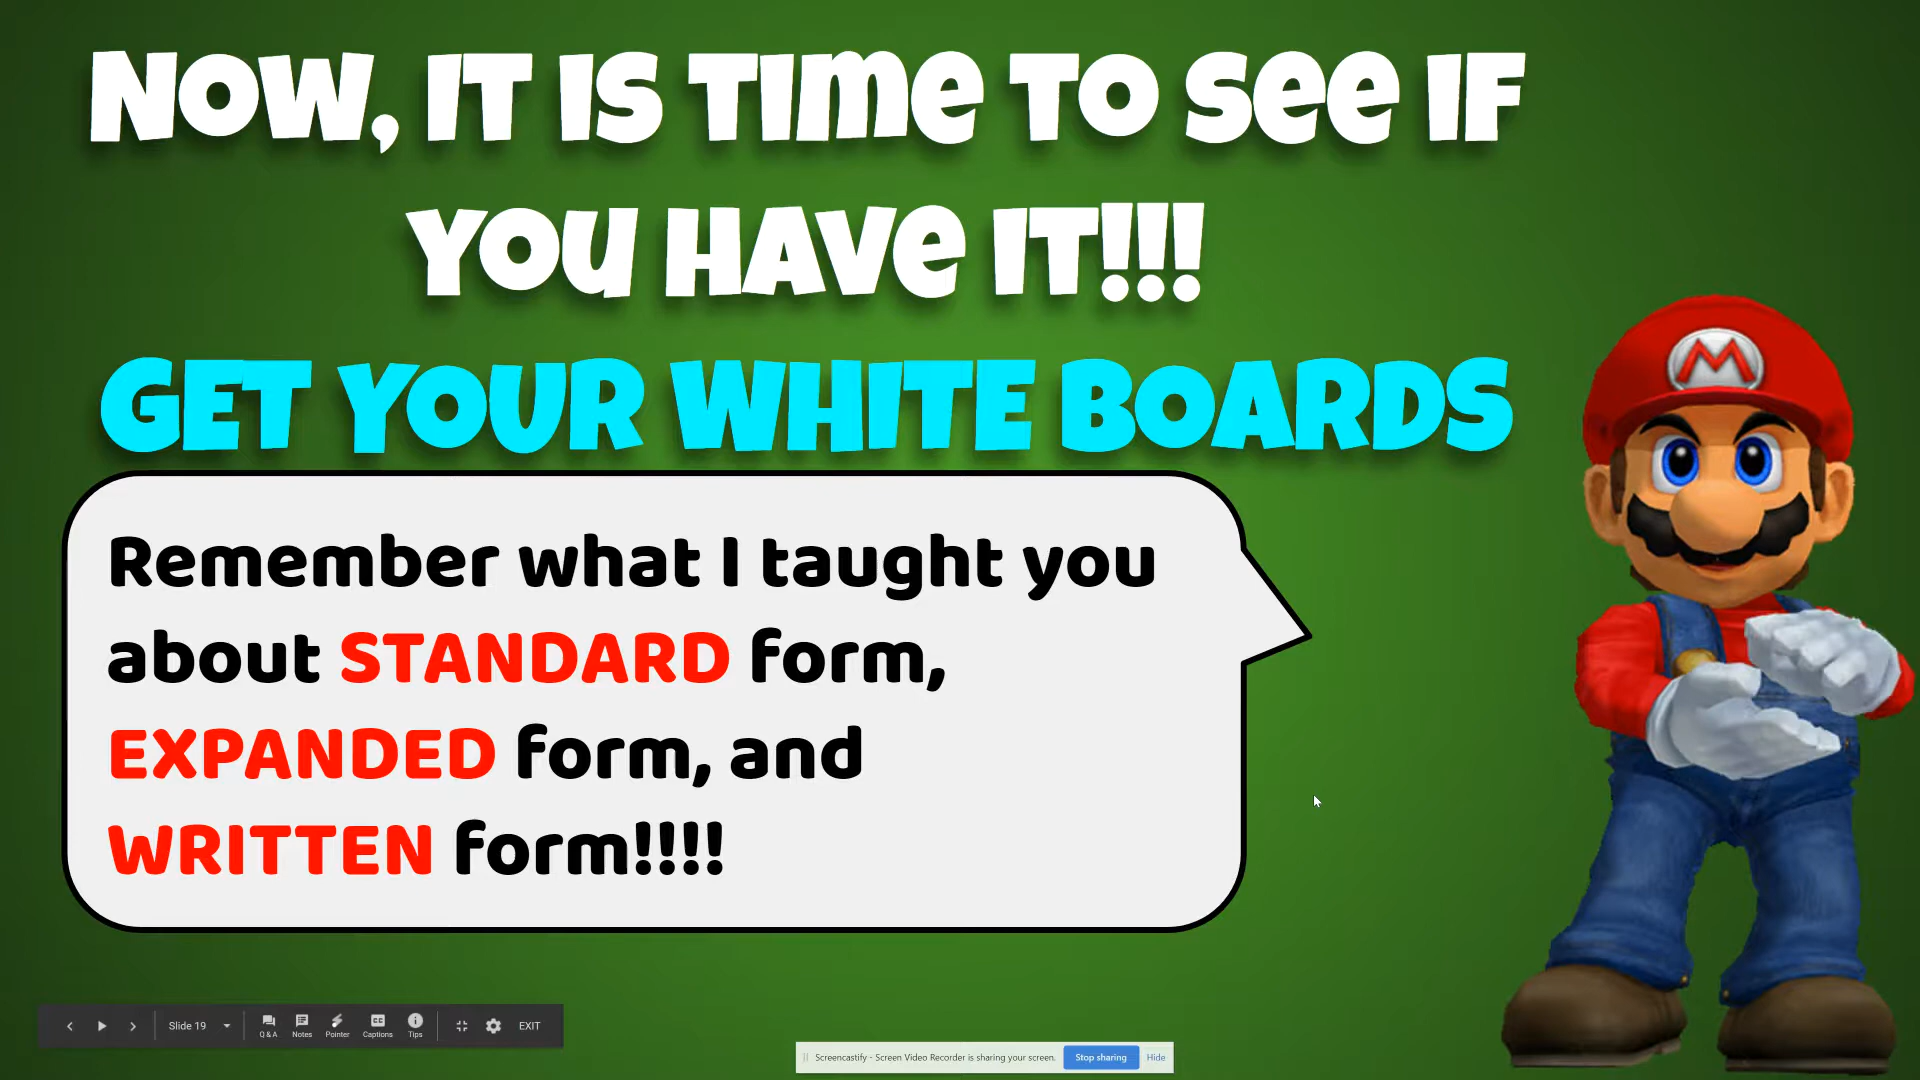 NOW, IT IS TIME TO SEE IF
YOU HAVE IT!!!
GET YOUR WHITE BOARDS
Remember what I taught you
about STANDARD form,
EXPANDED form, and
WRITTEN form!!!!
M
Slide 19
Q&A
Notes
Pointer
CC
Captions
Tips
EXIT
Screencastify - Screen Video Recorder is sharing your screen.
Stop sharing
Hide